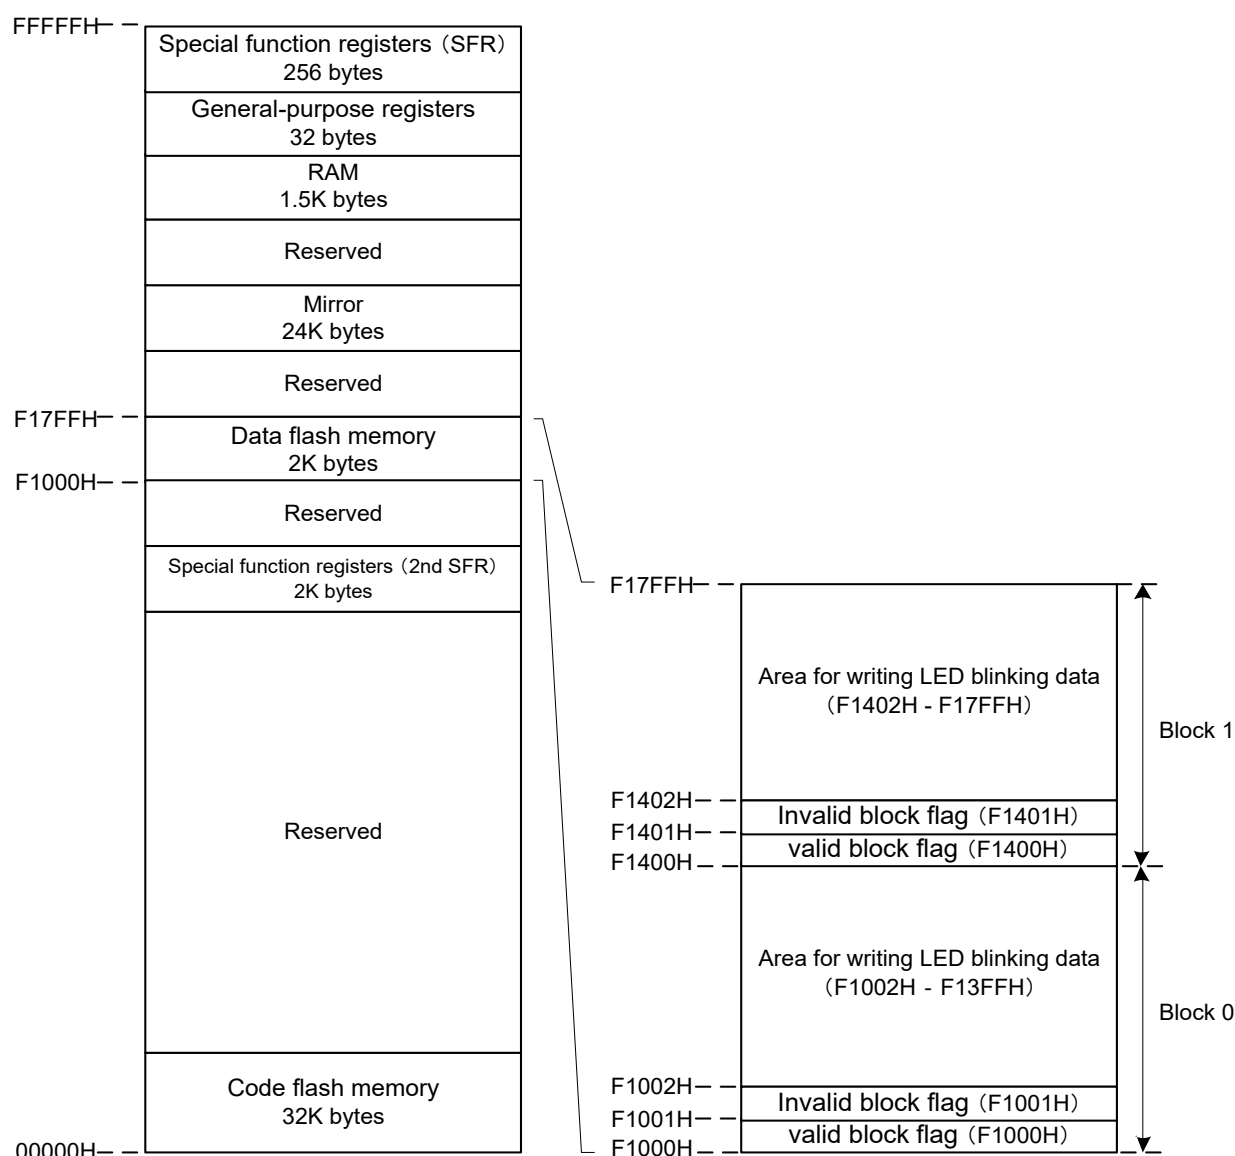 FFFFFH
Special function registers（SFR）
256 bytes
General-purpose registers
32 bytes
RAM
1.5K bytes
Reserved
Mirror
24K bytes
Reserved
F17FFH
Data flash memory
2K bytes
F1000H
Reserved
Special function registers（2nd SFR）
2K bytes
Reserved
Code flash memory
32K bytes
00000H
F17FFH
Area for writing LED blinking data
（F1402H - F17FFH）
Block 1
F1402H
Invalid block flag（F1401H）
F1401H
valid block flag（F1400H）
F1400H
Area for writing LED blinking data
（F1002H - F13FFH）
Block 0
F1002H
Invalid block flag（F1001H）
F1001H
valid block flag（F1000H）
F1000H